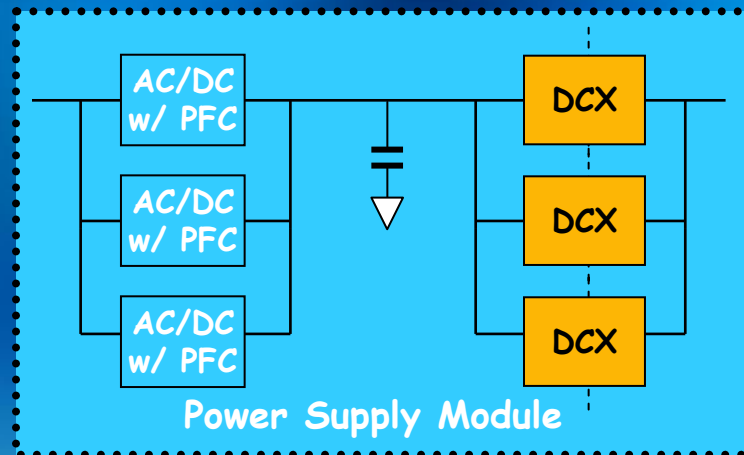 AC/DC
w/ PFC
DCX
AC/DC
w/ PFC
DCX
AC/DC
w/ PFC
DCX
Power Supply Module